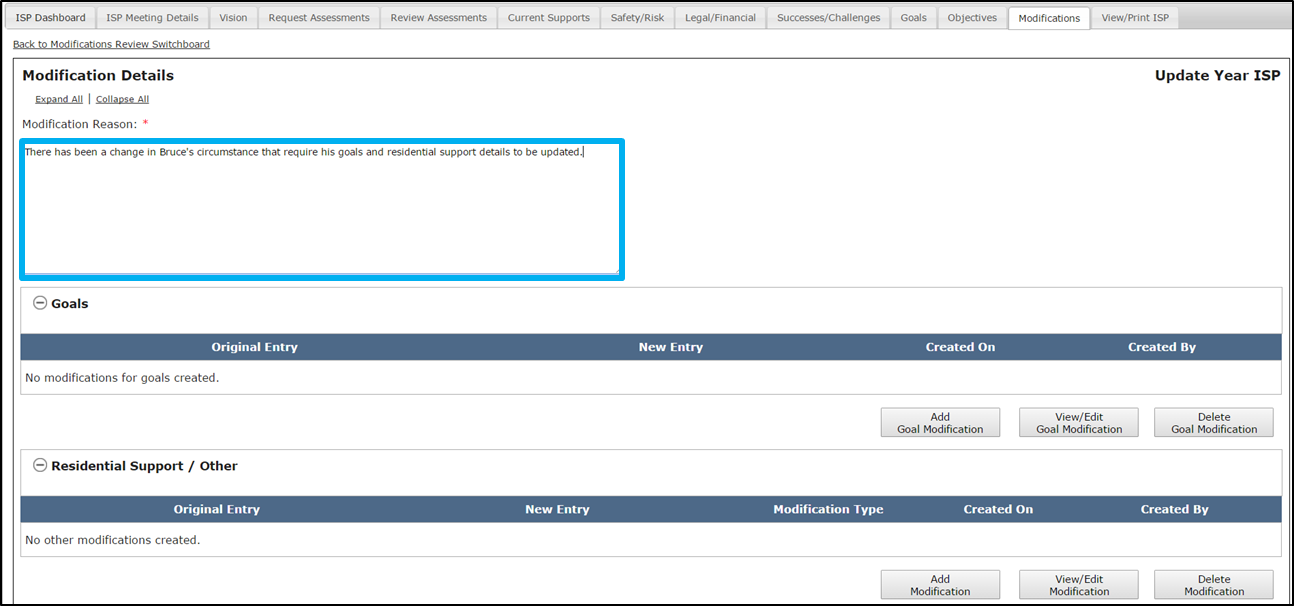 ISP Dashboard ISP Meeting Details Vision Request Assessments Review Assessments Current Supports Safety/Risk Legal/Financial Successes/Challenges Goals Objectives Modifications View/Print ISP
Back to Modifications Review Switchboard
Modification Details Update Year ISP
Expand All | Collapse All
Modification Reason: *
There has been a change in Bruce's circumstance that require his goals and residential support details to be updated.
Goals
Original Entry New Entry Created On Created By
No modifications for goals created.
Add View/Edit Delete
Goal Modification Goal Modification Goal Modification
Residential Support / Other
Original Entry New Entry Modification Type Created On Created By
No other modifications created.
Add View/Edit Delete
Modification Modification Modification